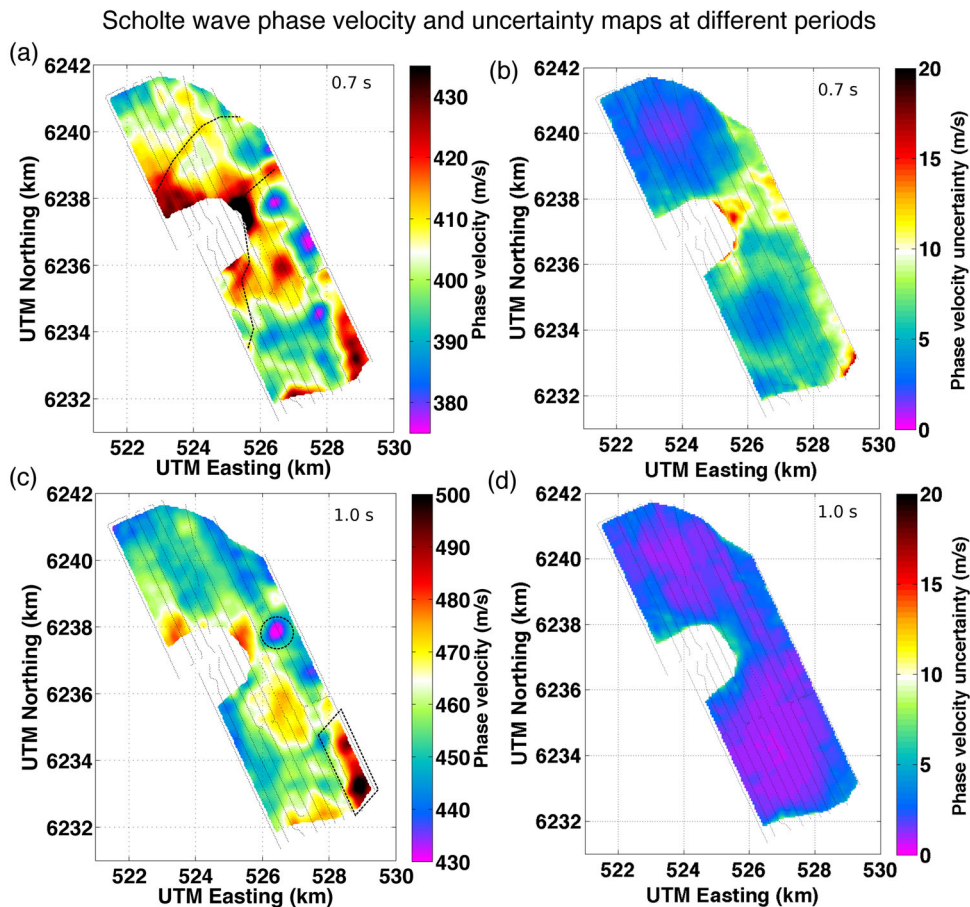 Scholte wave phase velocity and uncertainty maps at different periods
(a)
0.7 s
6242
6240
6238
6236
6234
6232
UTM Northing (km)
522 524 526 528 530
UTM Easting (km)
430
420
410
400
390
380
Phase velocity (m/s)
(b)
0.7 s
6242
6240
6238
6236
6234
6232
UTM Northing (km)
522 524 526 528 530
UTM Easting (km)
20
15
10
5
0
Phase velocity uncertainty (m/s)
(c)
1.0 s
6242
6240
6238
6236
6234
6232
UTM Northing (km)
522 524 526 528 530
UTM Easting (km)
500
490
480
470
460
450
440
430
Phase velocity (m/s)
(d)
1.0 s
6242
6240
6238
6236
6234
6232
UTM Northing (km)
522 524 526 528 530
UTM Easting (km)
20
15
10
5
0
Phase velocity uncertainty (m/s)